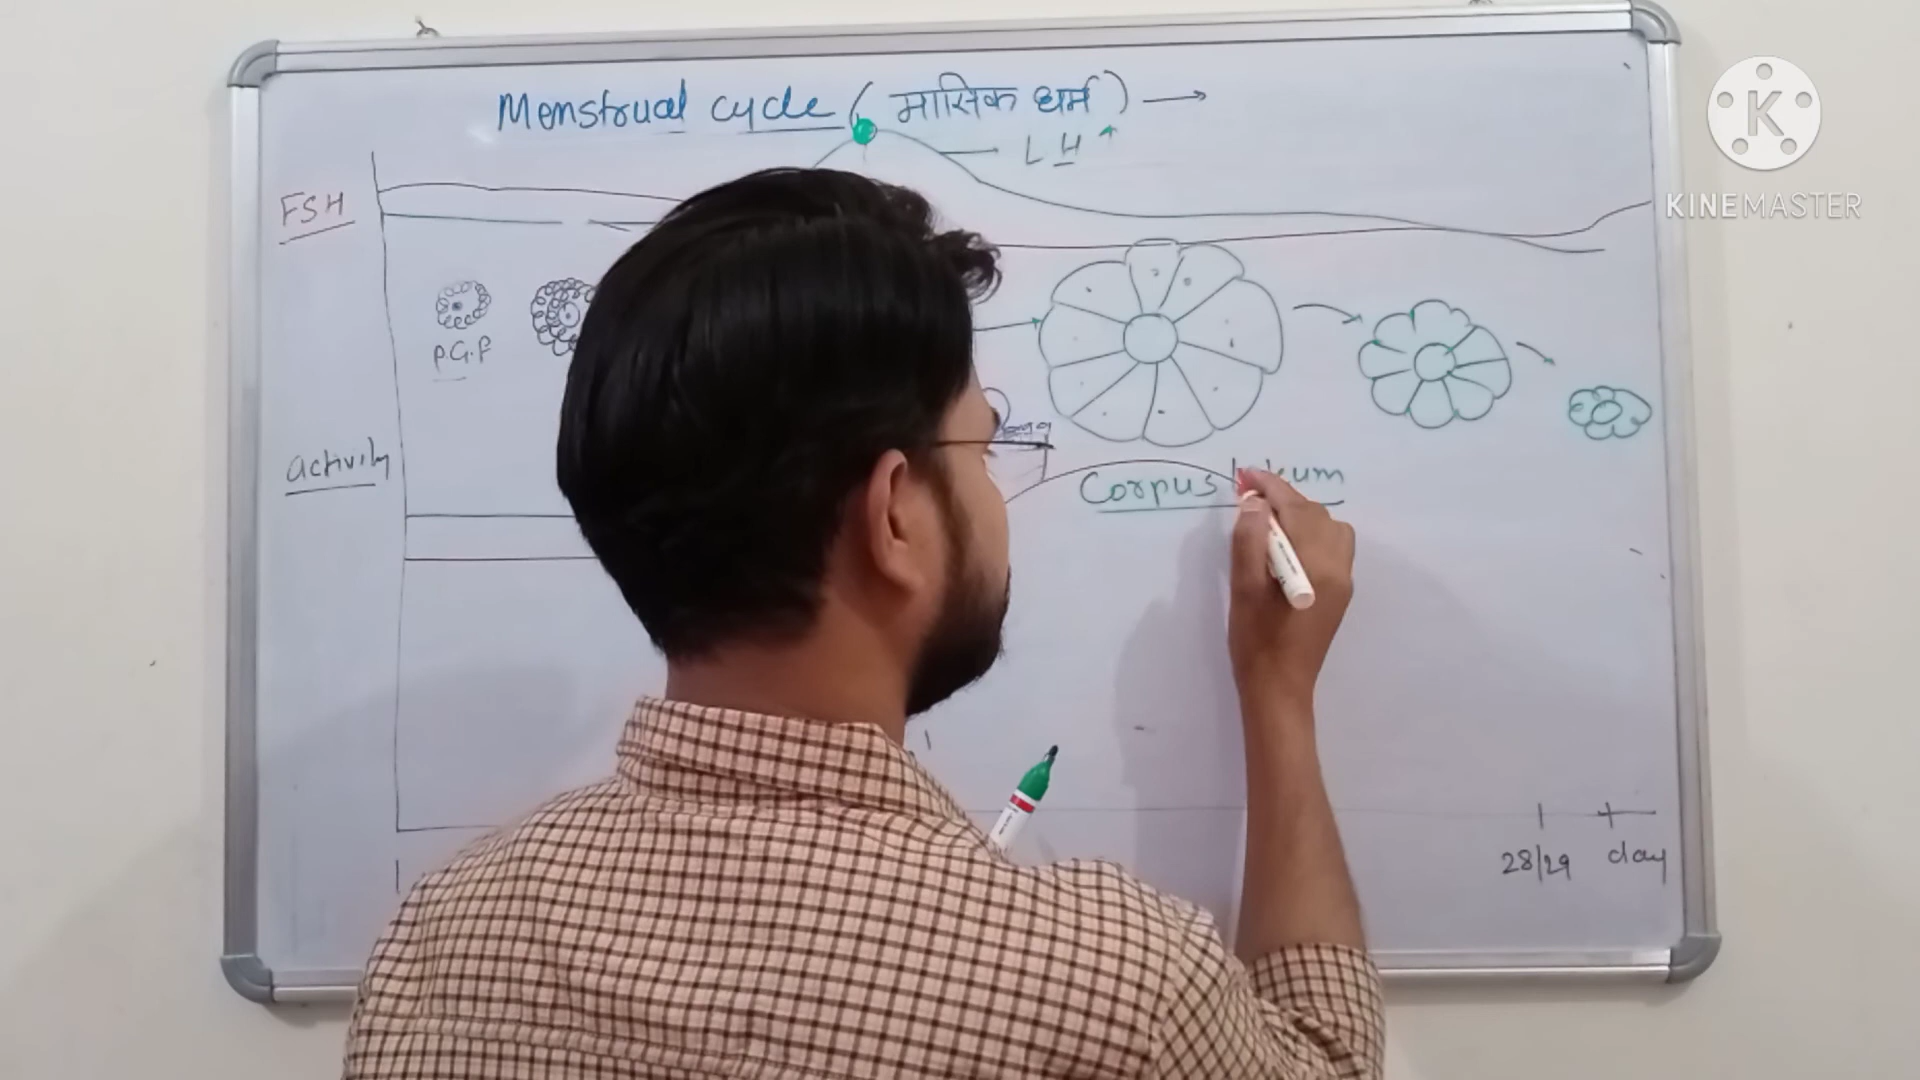 Menstrual cycle ( मासिक धर्म ) →
LH ↑
FSH
P.G.F
activity
Corpus
28/29 day
K
KINEMASTER